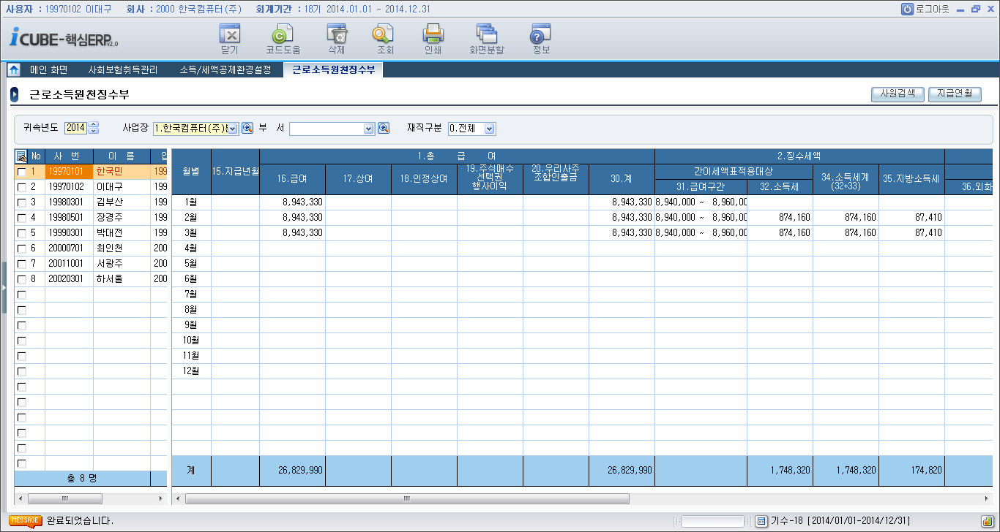 사용자 : 19970102 이대구 회사 : 2000 한국컴퓨터(주) 회계기간 : 18기 2014.01.01 ~ 2014.12.31 로그아웃
iCUBE-핵심ERP v2.0
닫기 코드도움 삭제 조회 인쇄 화면분할 정보
메인 화면 사회보험취득관리 소득/세액공제환경설정 근로소득원천징수부
근로소득원천징수부 사원검색 지급연월
귀속년도 2014 사업장 1.한국컴퓨터(주) 부 서 재직구분 0.전체
No 사 번 이 름
1 19970101 한국민 199
2 19970102 이대구 199
3 19980301 김부산 199
4 19980501 장경주 199
5 19990301 박대전 199
6 20000701 최인천 200
7 20011001 서광주 200
8 20020301 하서울 200
총 8 명
월별 15.지급년월 1.총 급 여 2.징수세액
16.급여 17.상여 18.인정상여 19.주식매수 선택권 행사이익 20.우리사주 조합인출금 30.계 간이세액표적용대상 34.소득세계 (32+33) 35.지방소득세 36.외화
31.급여구간 32.소득세
1월 8,943,330 8,943,330 8,940,000 ~ 8,960,00
2월 8,943,330 8,943,330 8,940,000 ~ 8,960,00 874,160 874,160 87,410
3월 8,943,330 8,943,330 8,940,000 ~ 8,960,00 874,160 874,160 87,410
4월
5월
6월
7월
8월
9월
10월
11월
12월
계 26,829,990 26,829,990 1,748,320 1,748,320 174,820
MESSAGE 완료되었습니다. 기수-18 [2014/01/01-2014/12/31]